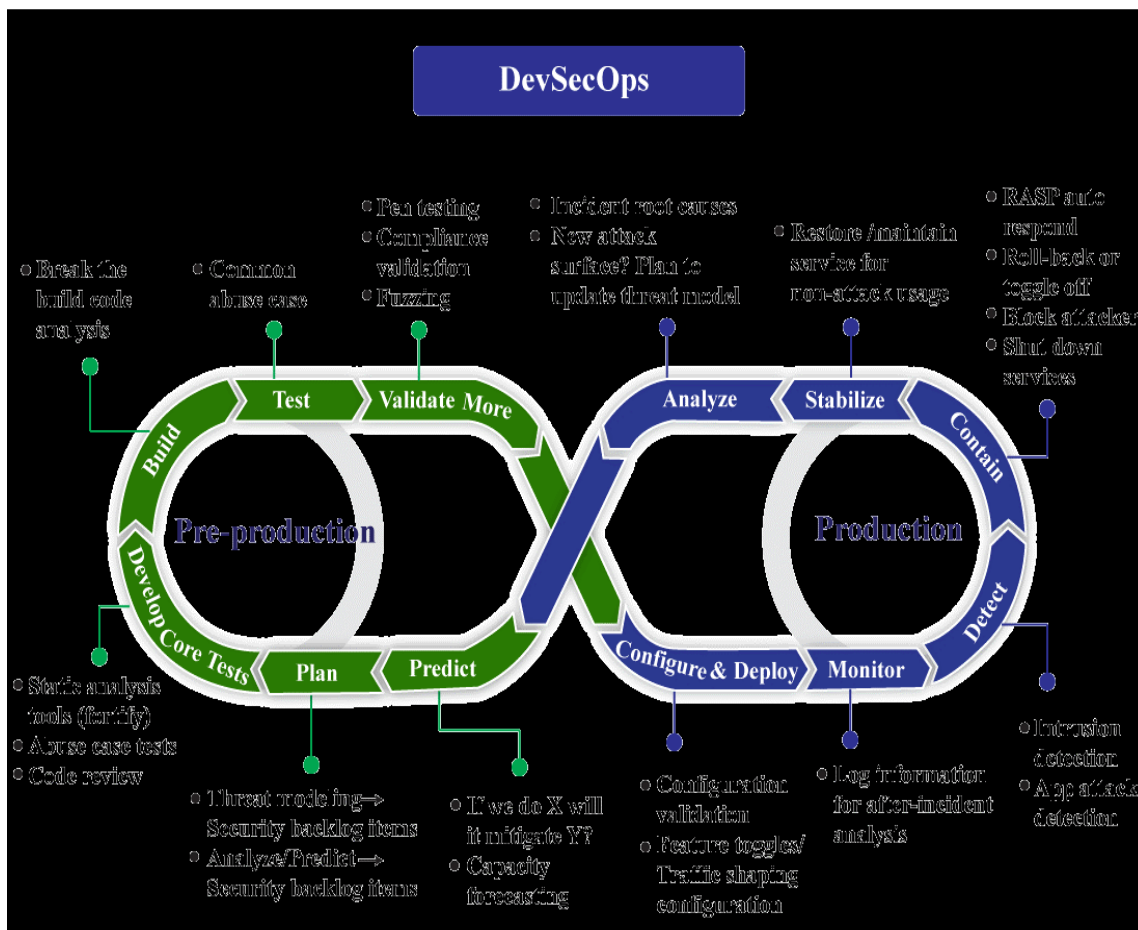 DevSecOps
• Break the
build code
analysis
• Common
abuse case
• Pen testing
• Compliance
validation
• Fuzzing
• Incident root causes
• New attack
surface? Plan to
update threat model
• Restore /maintain
service for
non-attack usage
• RASP auto
respond
• Roll-back or
toggle off
• Block attacker
• Shut down
services
Build
Test
Validate More
Analyze
Stabilize
Contain
Pre-production
Production
Develop Core Tests
Plan
Predict
Configure & Deploy
Monitor
Detect
• Static analysis
tools (fortify)
• Abuse case tests
• Code review
• Threat mode ing→
Security backlog items
• Analyze/Predict→
Security backlog items
• If we do X will
it mitigate Y?
• Capacity
forecasting
• Configuration
validation
• Feature toggles/
Traffic shaping
configuration
• Log information
for after-incident
analysis
• Intrusion
detection
• App attack
detection